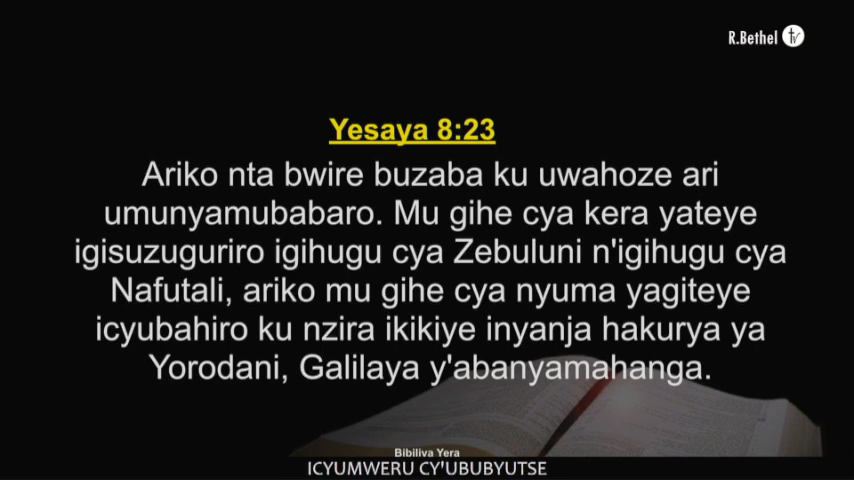 R.Bethel tv
Yesaya 8:23
Ariko nta bwire buzaba ku uwahoze ari
umunyamubabaro. Mu gihe cya kera yateye
igisuzuguriro igihugu cya Zebuluni n'igihugu cya
Nafutali, ariko mu gihe cya nyuma yagiteye
icyubahiro ku nzira ikikiye inyanja hakurya ya
Yorodani, Galilaya y'abanyamahanga.
Bibiliya Yera
ICYUMWERU CY'UBUBYUTSE